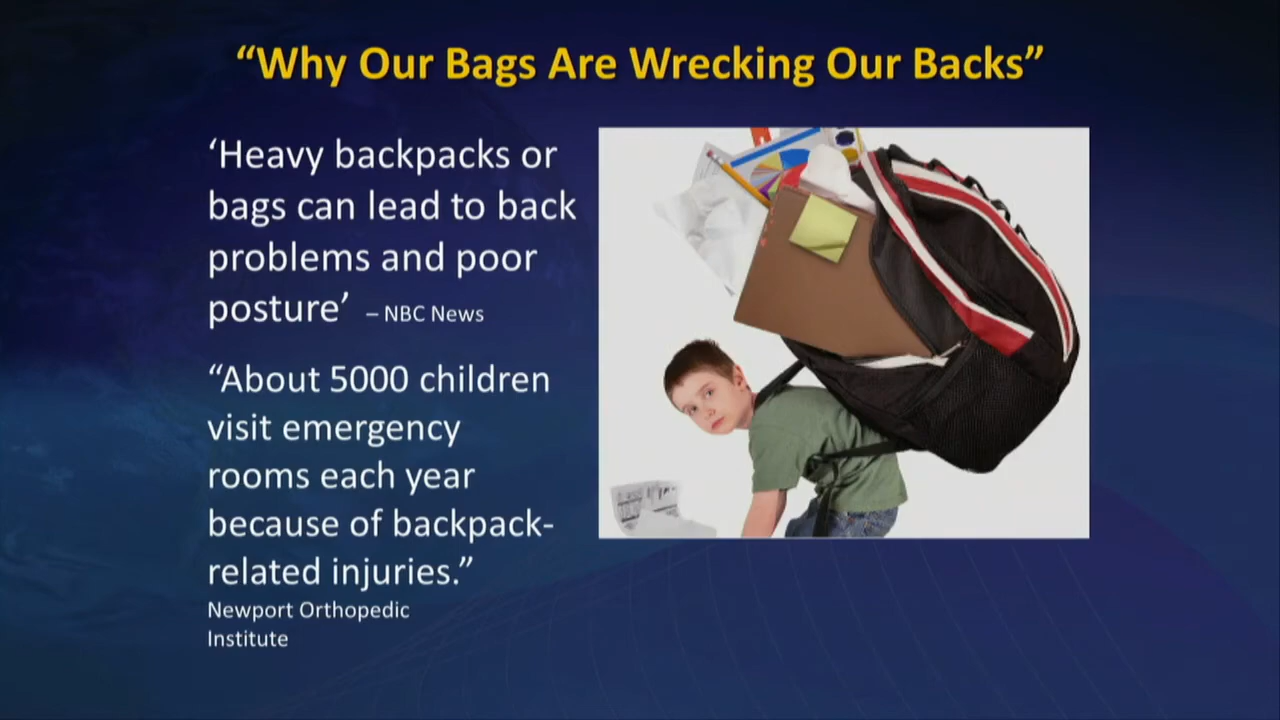 “Why Our Bags Are Wrecking Our Backs”
‘Heavy backpacks or
bags can lead to back
problems and poor
posture’ – NBC News
“About 5000 children
visit emergency
rooms each year
because of backpack-
related injuries.”
Newport Orthopedic
Institute